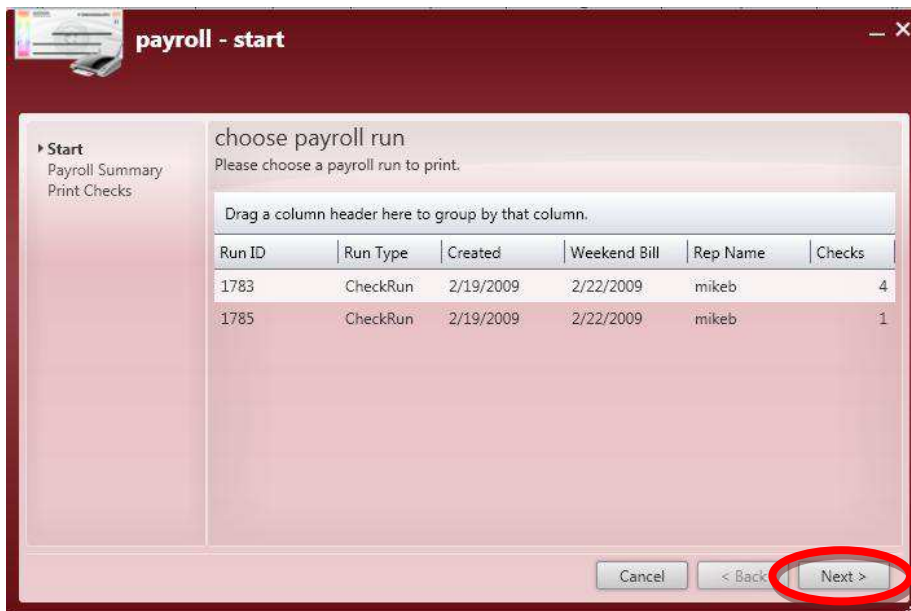 payroll - start
Start
Payroll Summary
Print Checks
choose payroll run
Please choose a payroll run to print.
Drag a column header here to group by that column.
Run ID Run Type Created Weekend Bill Rep Name Checks
1783 CheckRun 2/19/2009 2/22/2009 mikeb 4
1785 CheckRun 2/19/2009 2/22/2009 mikeb 1
Cancel < Back Next >